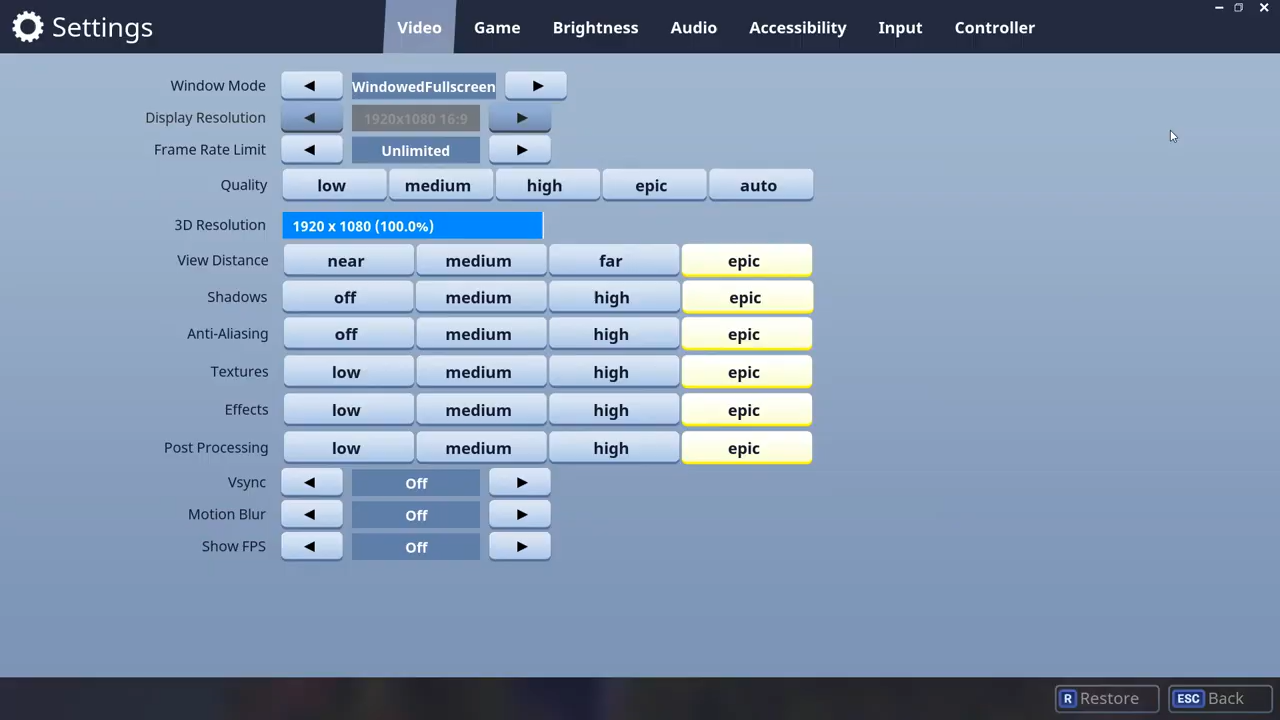 Settings Video Game Brightness Audio Accessibility Input Controller
Window Mode WindowedFullscreen
Display Resolution 1920x1080 16:9
Frame Rate Limit Unlimited
Quality low medium high epic auto
3D Resolution 1920 x 1080 (100.0%)
View Distance near medium far epic
Shadows off medium high epic
Anti-Aliasing off medium high epic
Textures low medium high epic
Effects low medium high epic
Post Processing low medium high epic
Vsync Off
Motion Blur Off
Show FPS Off
R Restore ESC Back